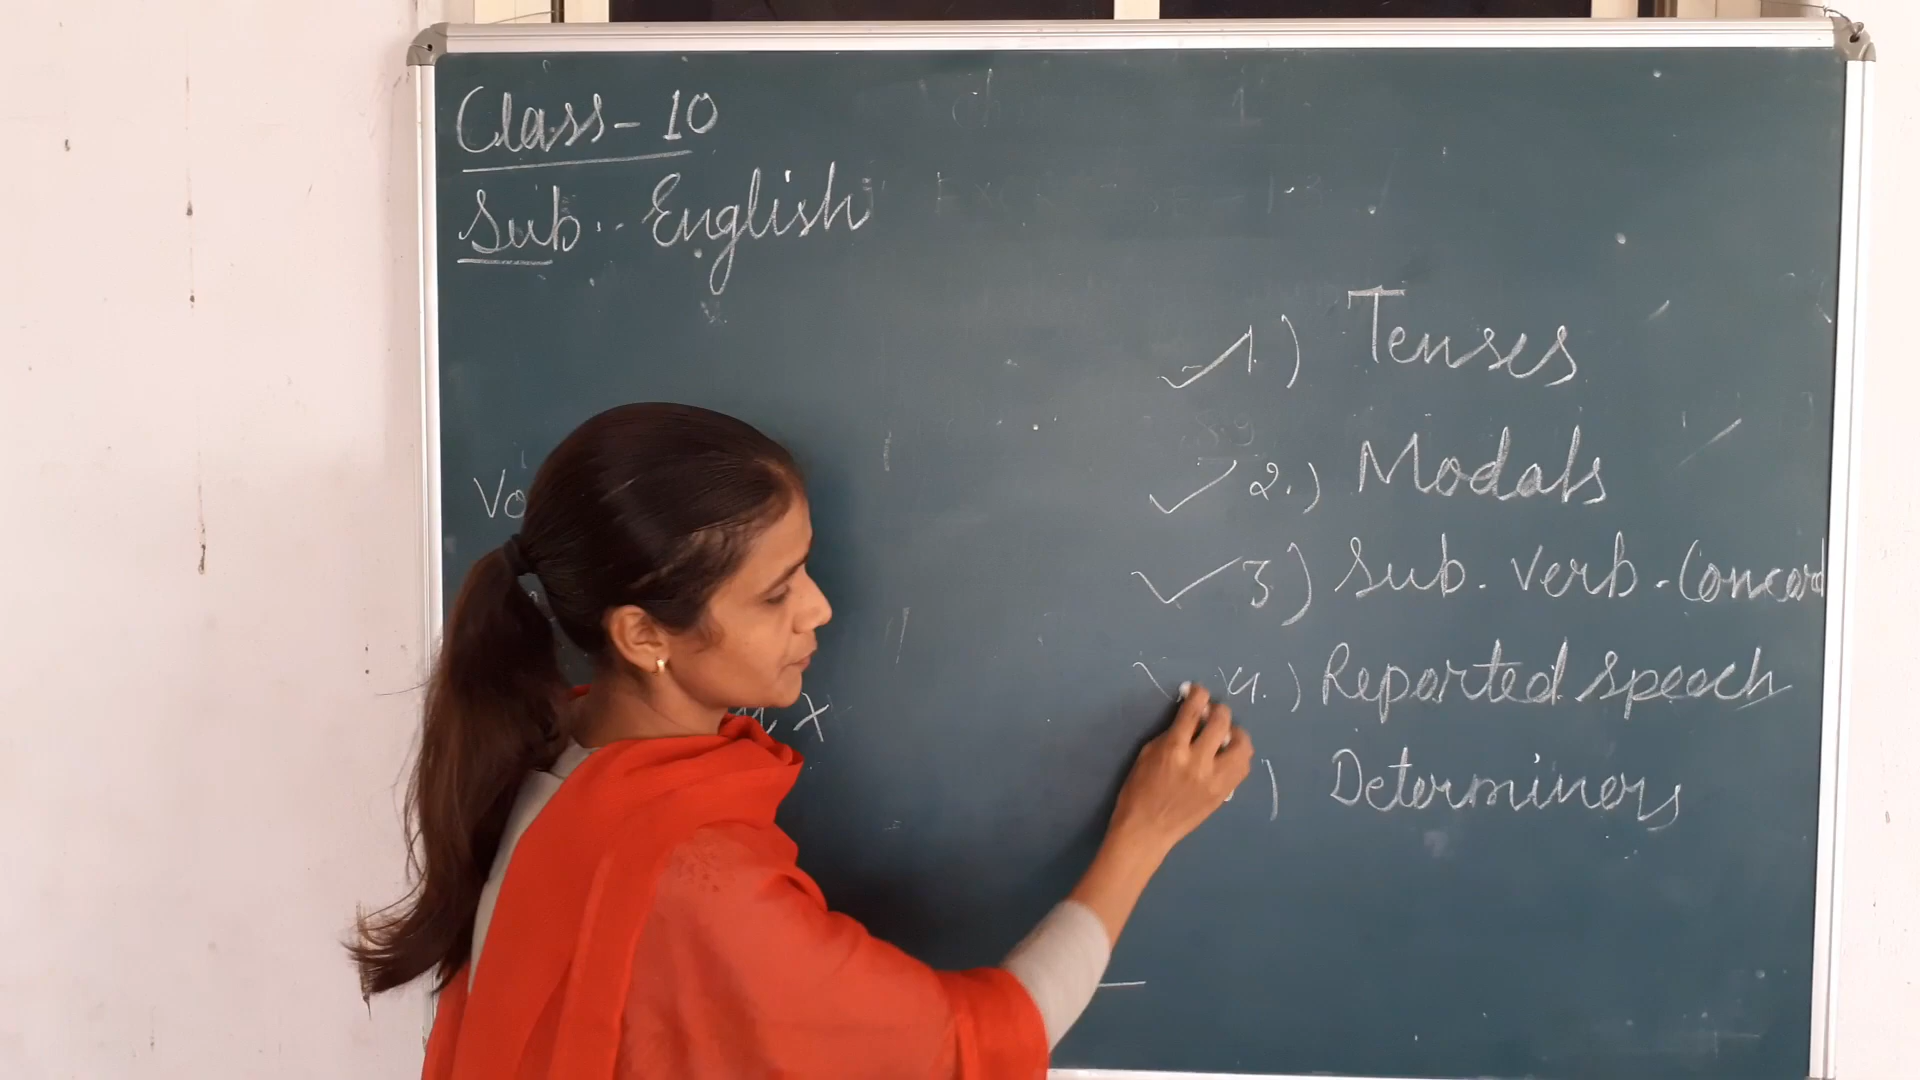 Class - 10
Sub. - English
1.) Tenses
2.) Modals
3) Sub. Verb. Concord
4.) Reported Speech
) Determiners